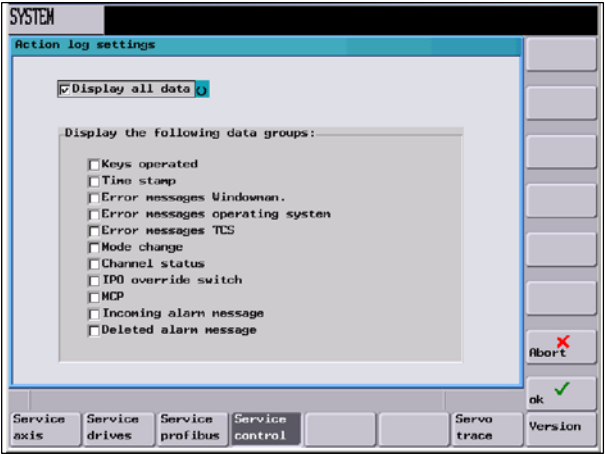 SYSTEM
Action log settings
Display all data
Display the following data groups:
Keys operated
Time stamp
Error messages Windowman.
Error messages operating system
Error messages TCS
Mode change
Channel status
IPO override switch
MCP
Incoming alarm message
Deleted alarm message
Abort
ok
Service axis
Service drives
Service profibus
Service control
Servo trace
Version